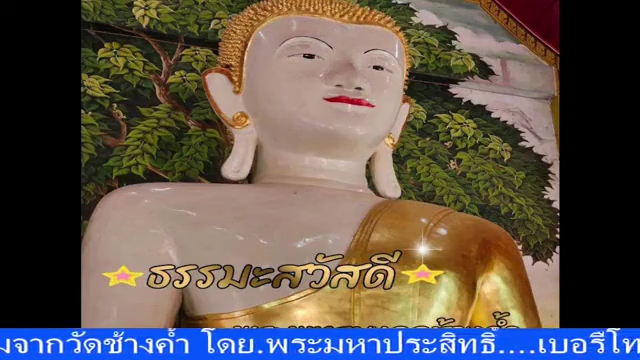 ธรรมะสวัสดี
มจากวัดช้างค้ำ โดย.พระมหาประสิทธิ์....เบอร์โท